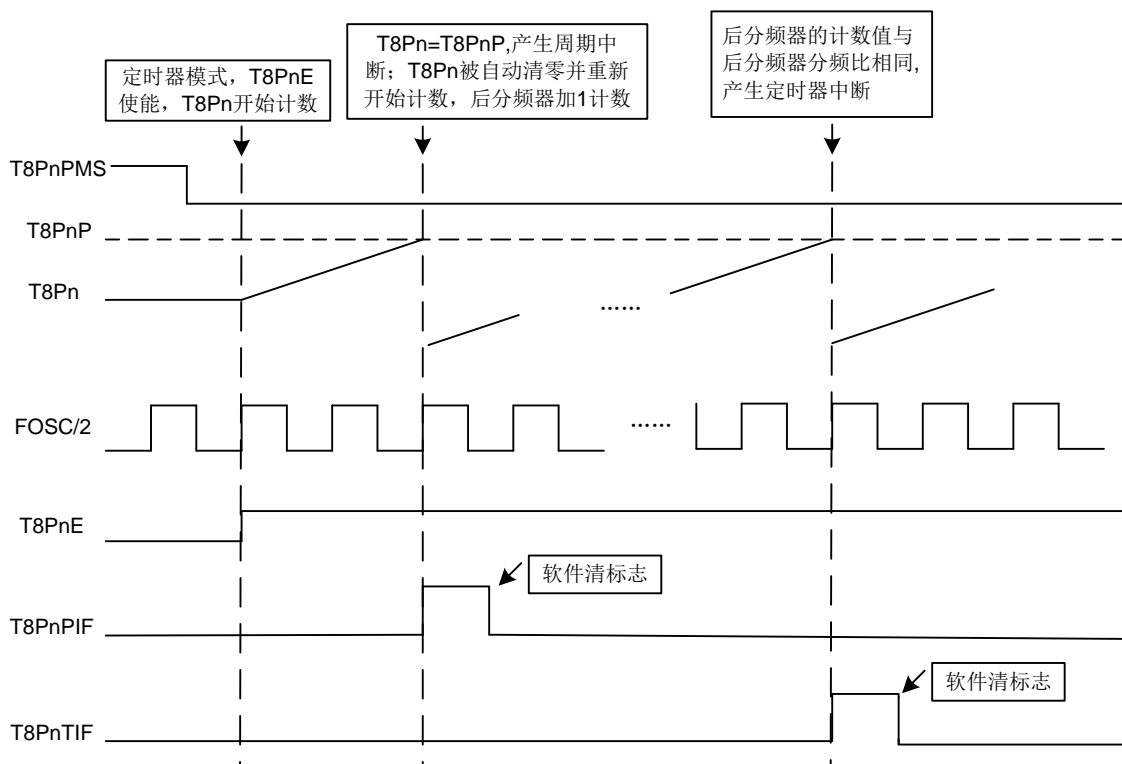 定时器模式，T8PnE
使能，T8Pn开始计数
T8Pn=T8PnP,产生周期中
断；T8Pn被自动清零并重新
开始计数，后分频器加1计数
后分频器的计数值与
后分频器分频比相同,
产生定时器中断
T8PnPMS
T8PnP
T8Pn
......
FOSC/2
......
T8PnE
软件清标志
T8PnPIF
软件清标志
T8PnTIF